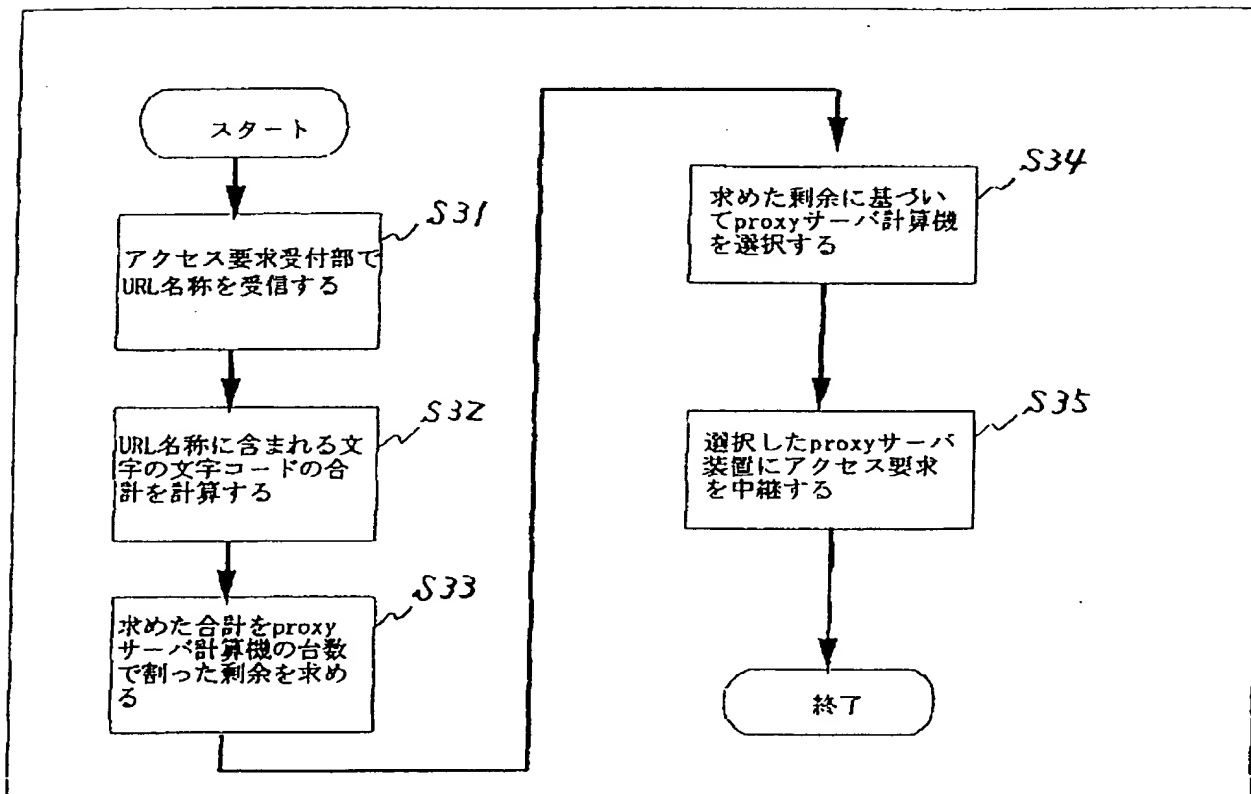 スタート
S31
アクセス要求受付部で
URL名称を受信する
S32
URL名称に含まれる文
字の文字コードの合
計を計算する
S33
求めた合計をproxy
サーバ計算機の台数
で割った剰余を求め
る
S34
求めた剰余に基づい
てproxyサーバ計算機
を選択する
S35
選択したproxyサーバ
装置にアクセス要求
を中継する
終了